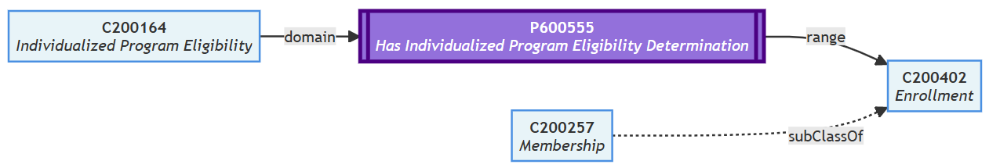 C200164
Individualized Program Eligibility
domain
P600555
Has Individualized Program Eligibility Determination
range
C200402
Enrollment
C200257
Membership
subClassOf